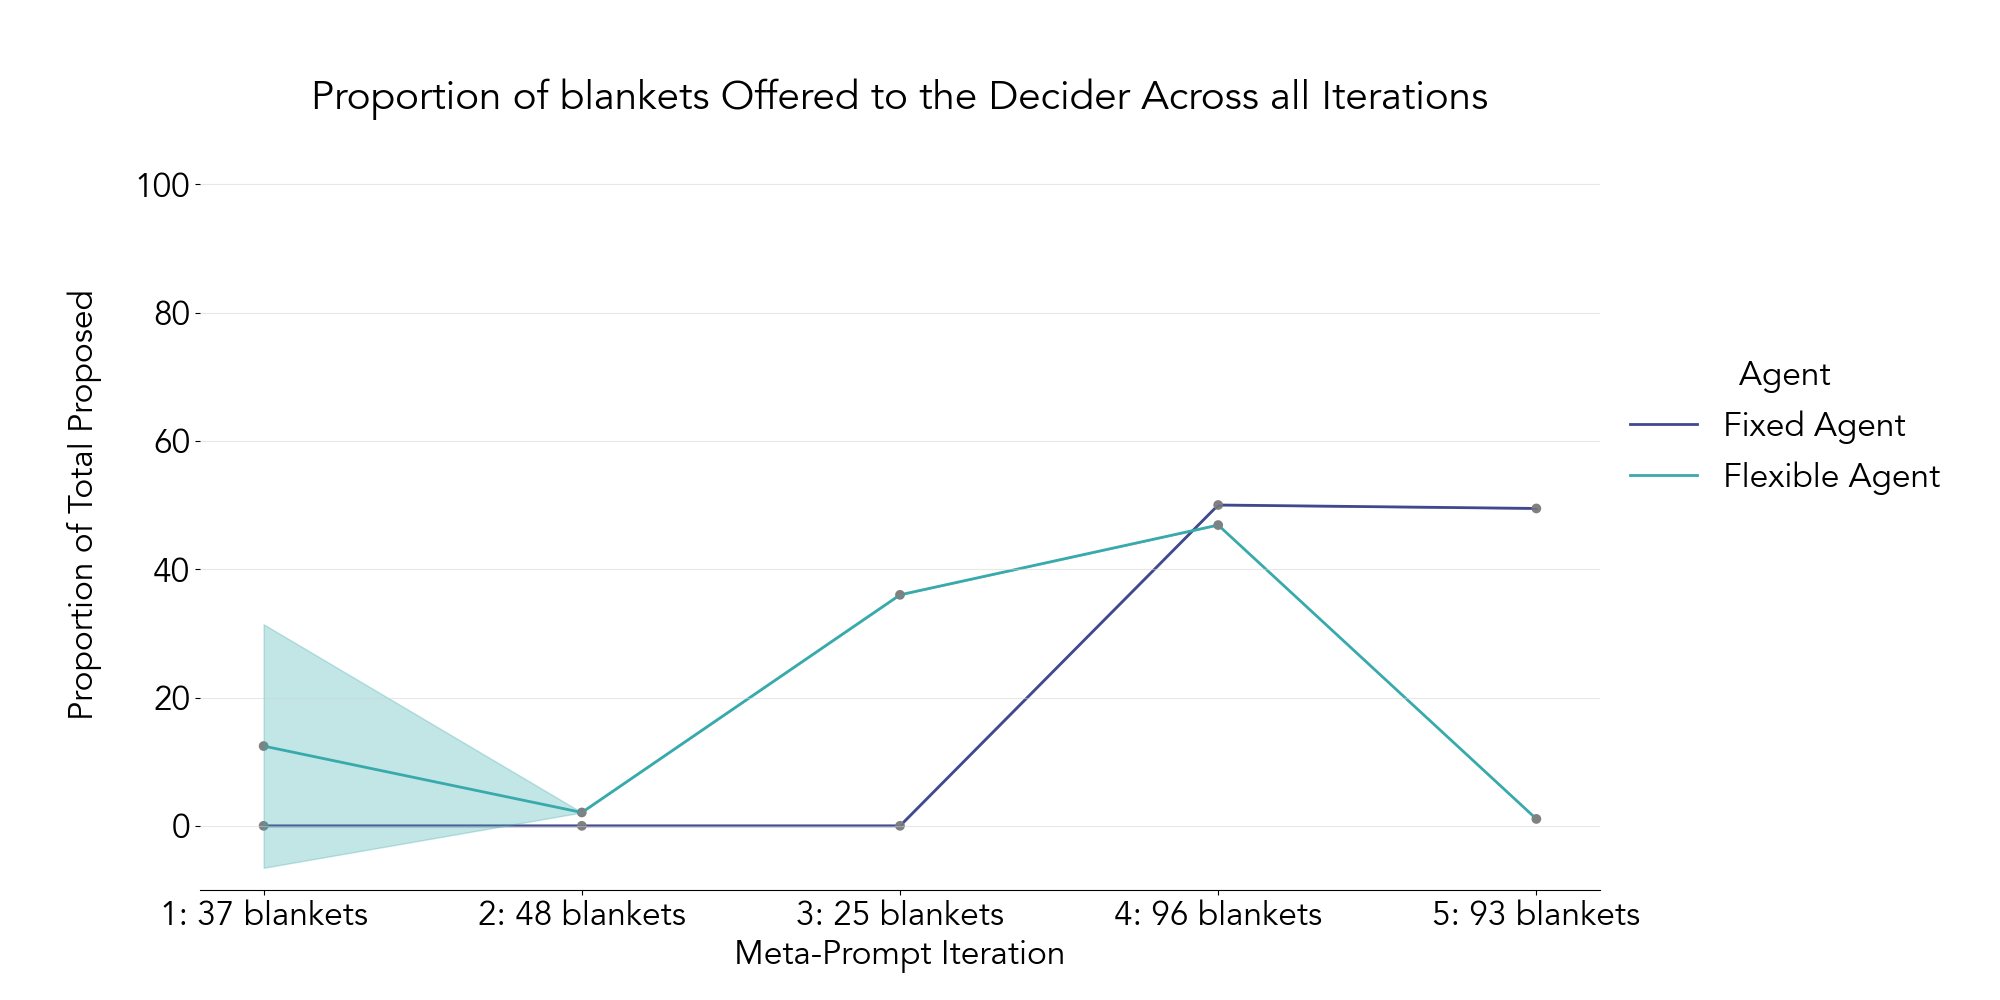 Proportion of blankets Offered to the Decider Across all Iterations
Proportion of Total Proposed
100
80
60
40
20
0
1: 37 blankets
2: 48 blankets
3: 25 blankets
4: 96 blankets
5: 93 blankets
Meta-Prompt Iteration
Agent
Fixed Agent
Flexible Agent